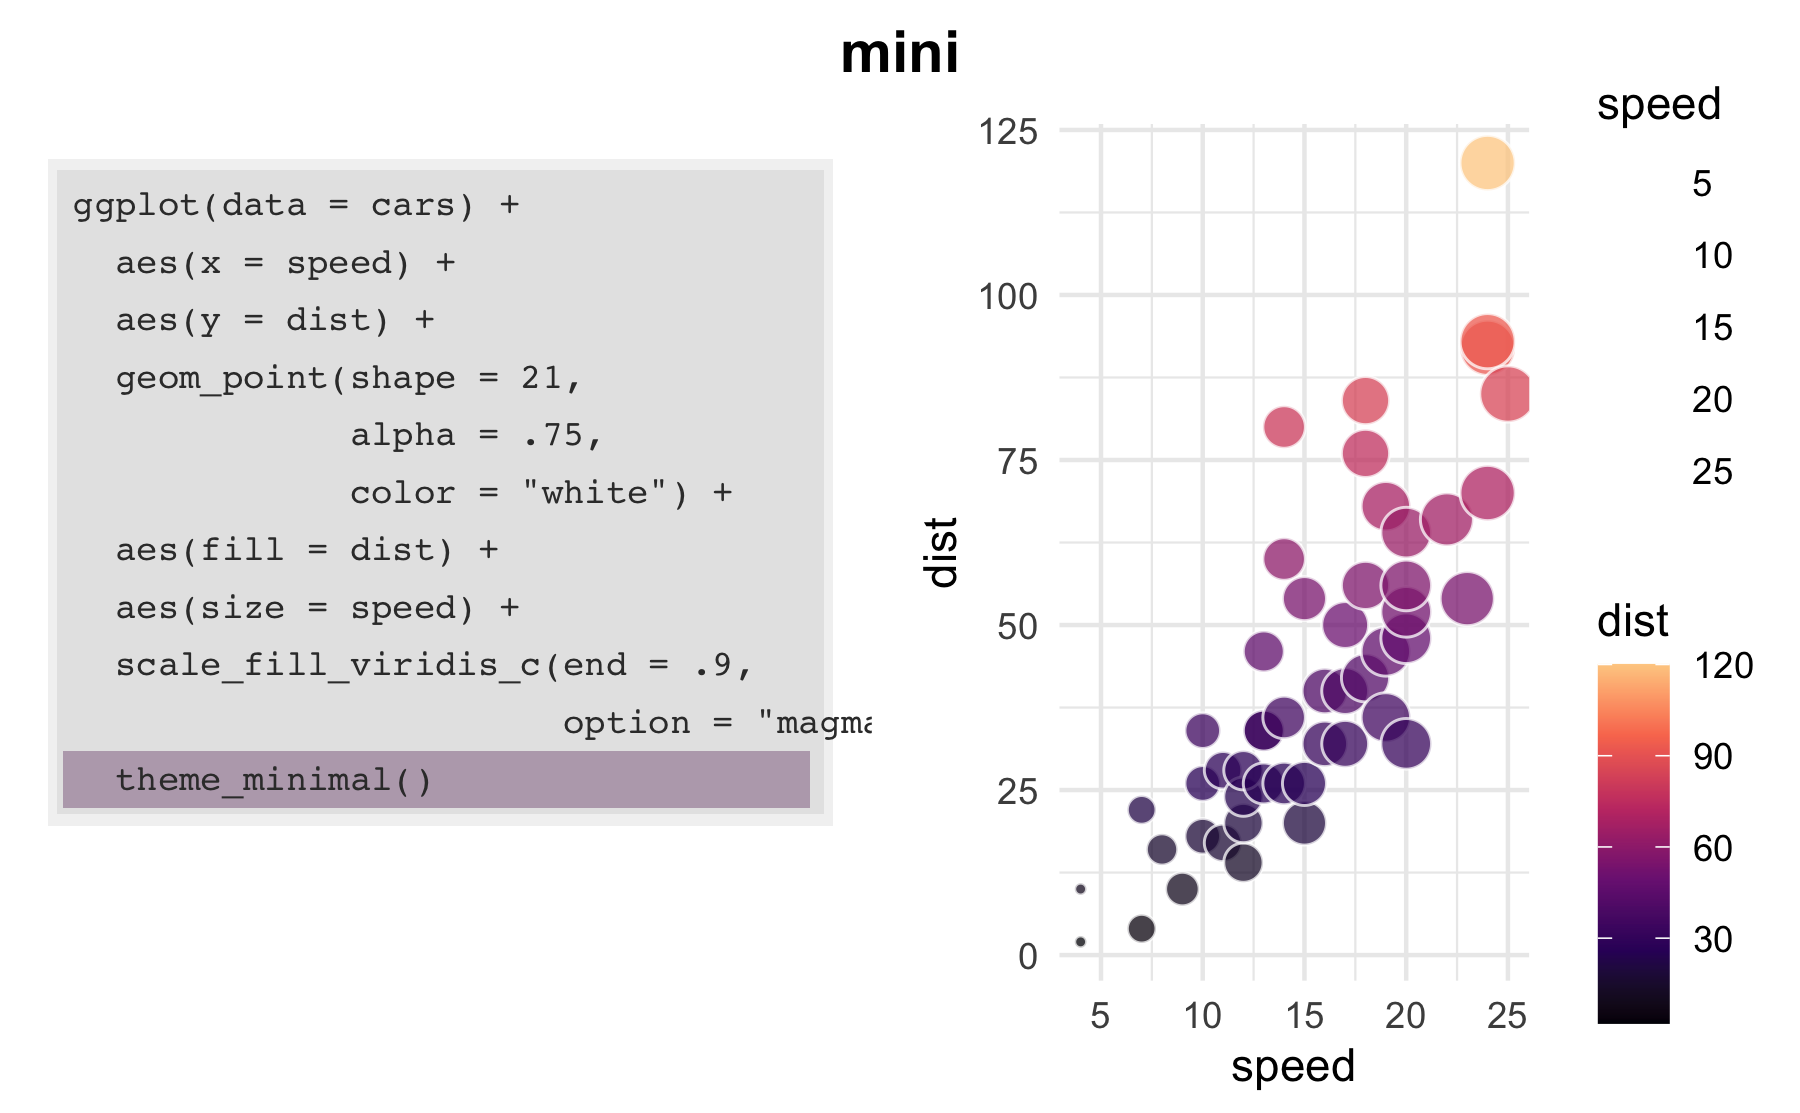 mini
ggplot(data = cars) +
aes(x = speed) +
aes(y = dist) +
geom_point(shape = 21,
alpha = .75,
color = "white") +
aes(fill = dist) +
aes(size = speed) +
scale_fill_viridis_c(end = .9,
option = "magma
theme_minimal()
125
100
75
50
25
0
dist
5 10 15 20 25
speed
speed
5
10
15
20
25
dist
120
90
60
30